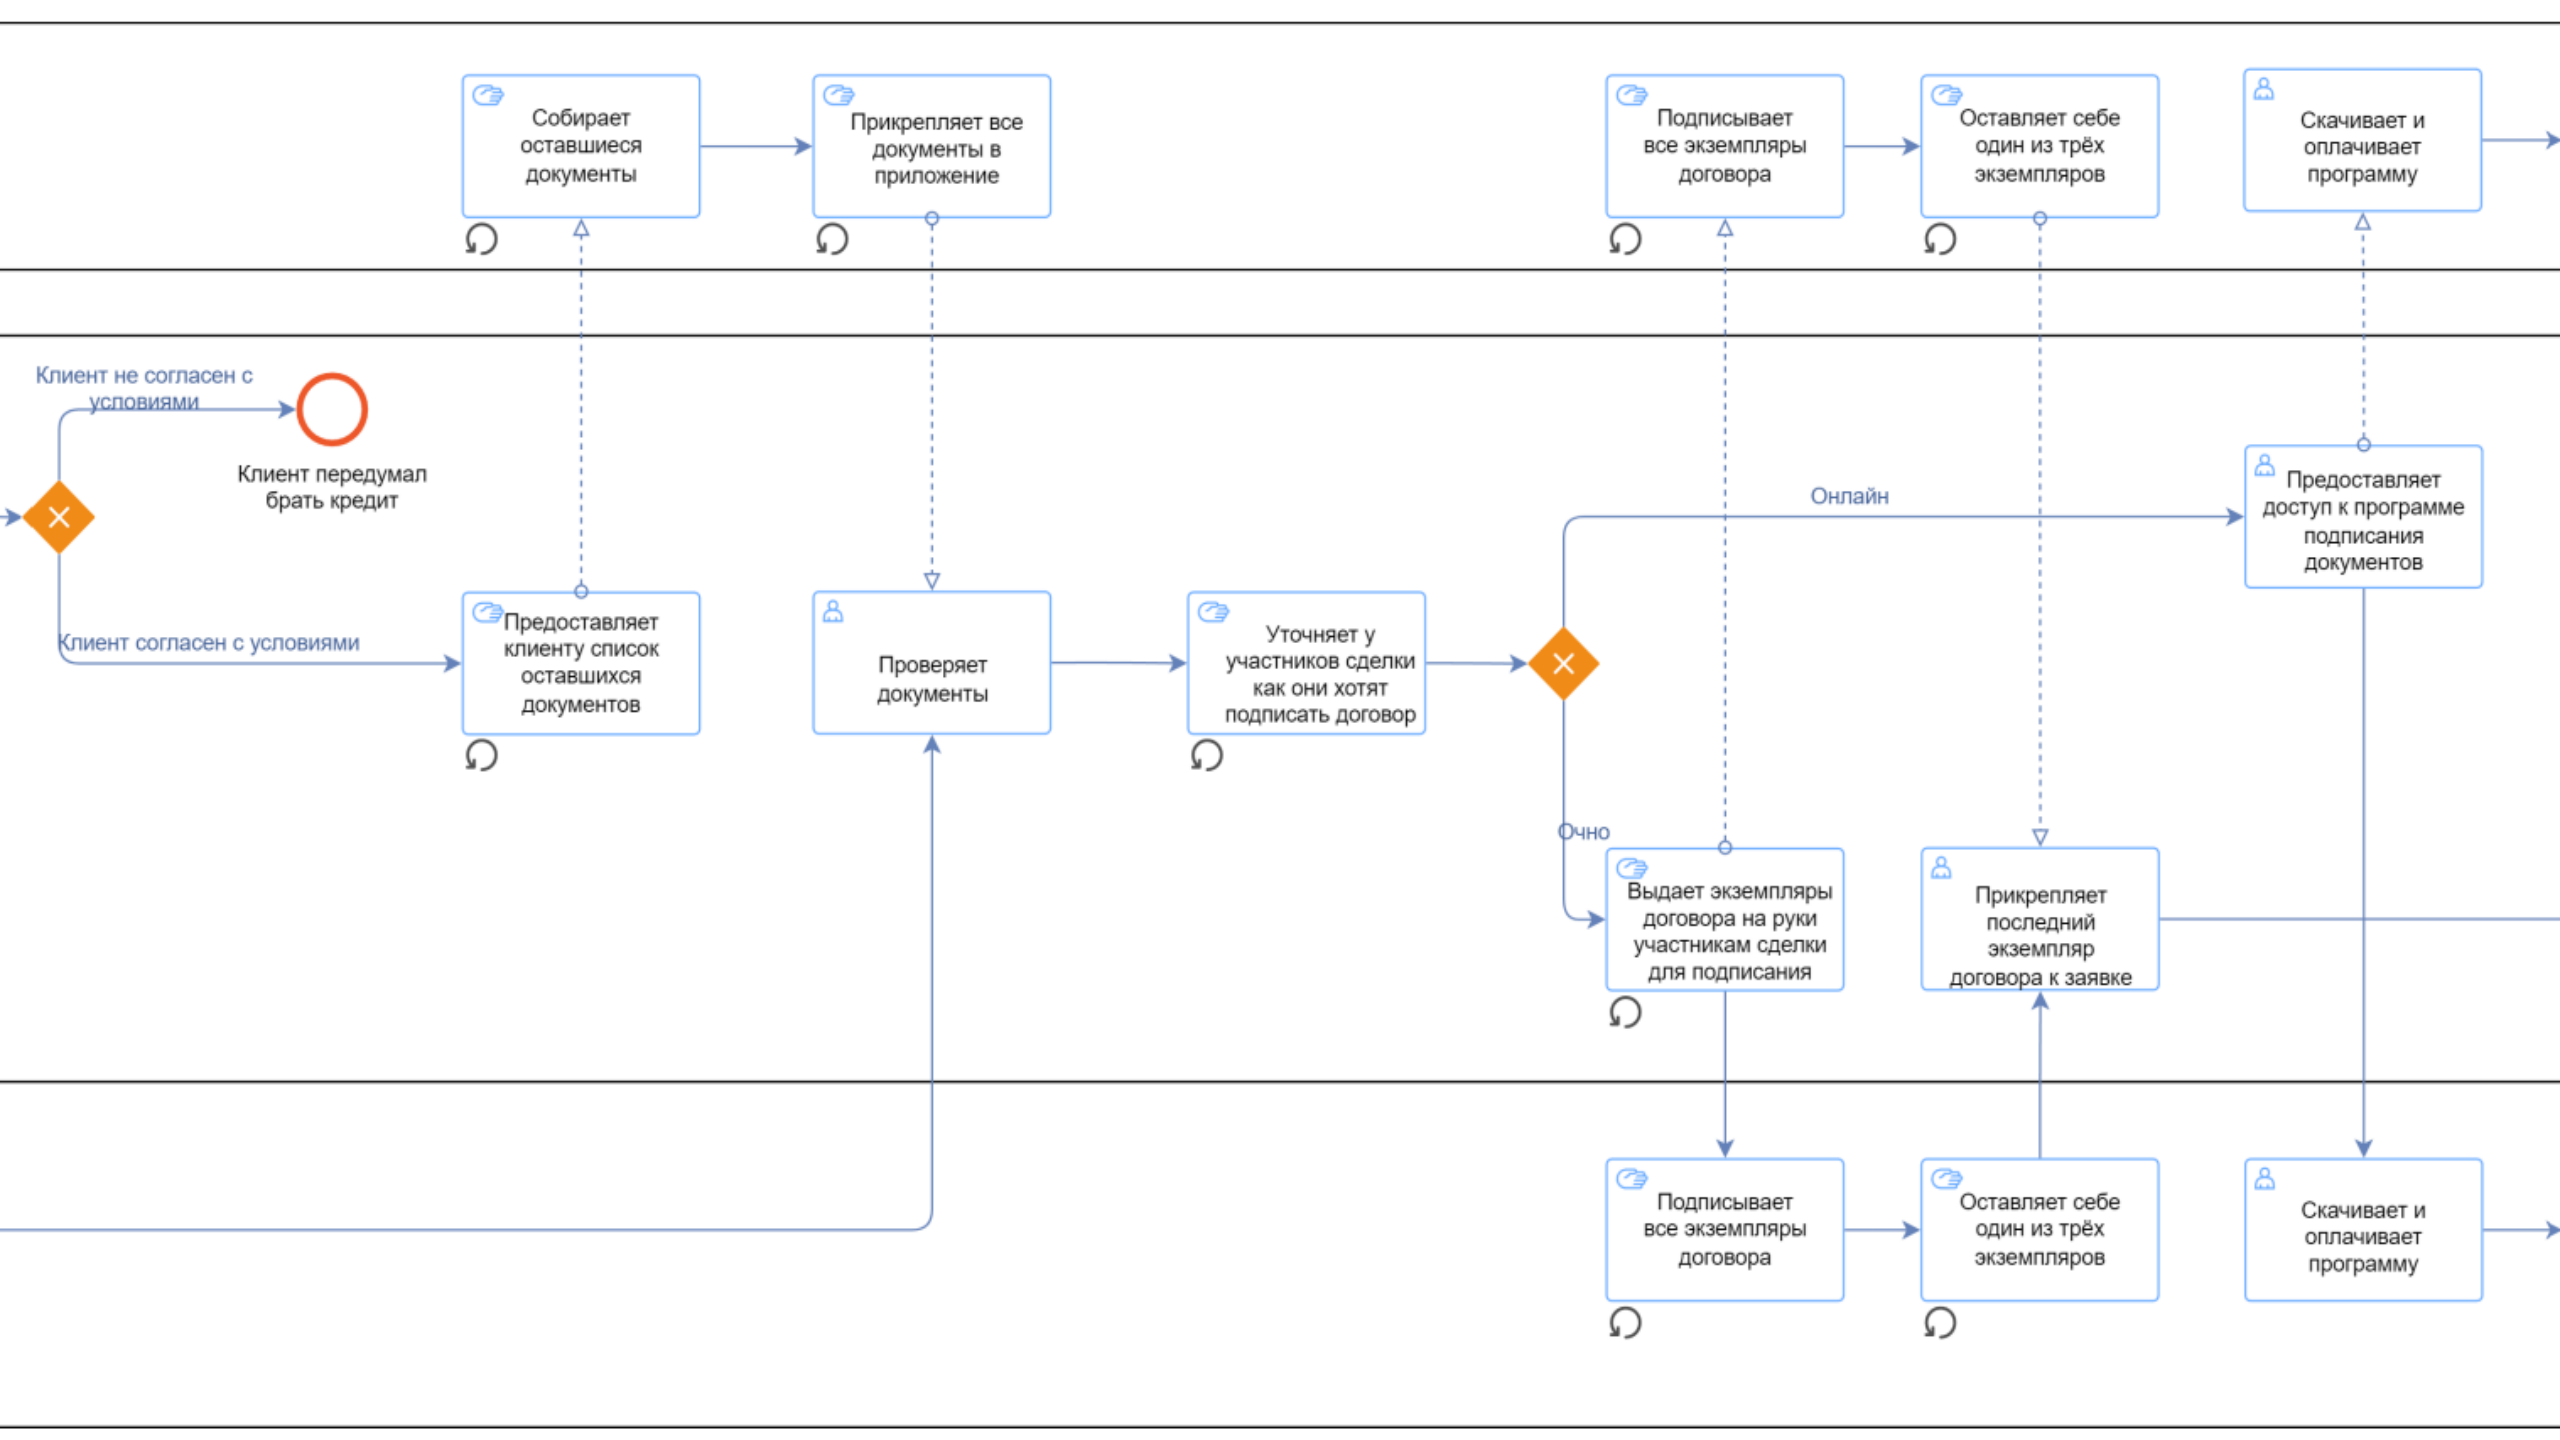 Собирает
оставшиеся
документы
Прикрепляет все
документы в
приложение
Подписывает
все экземпляры
договора
Оставляет себе
один из трёх
экземпляров
Скачивает и
оплачивает
программу
Клиент не согласен с
условиями
Клиент передумал
брать кредит
Клиент согласен с условиями
Предоставляет
клиенту список
оставшихся
документов
Проверяет
документы
Уточняет у
участников сделки
как они хотят
подписать договор
Онлайн
Предоставляет
доступ к программе
подписания
документов
Очно
Выдает экземпляры
договора на руки
участникам сделки
для подписания
Прикрепляет
последний
экземпляр
договора к заявке
Подписывает
все экземпляры
договора
Оставляет себе
один из трёх
экземпляров
Скачивает и
оплачивает
программу